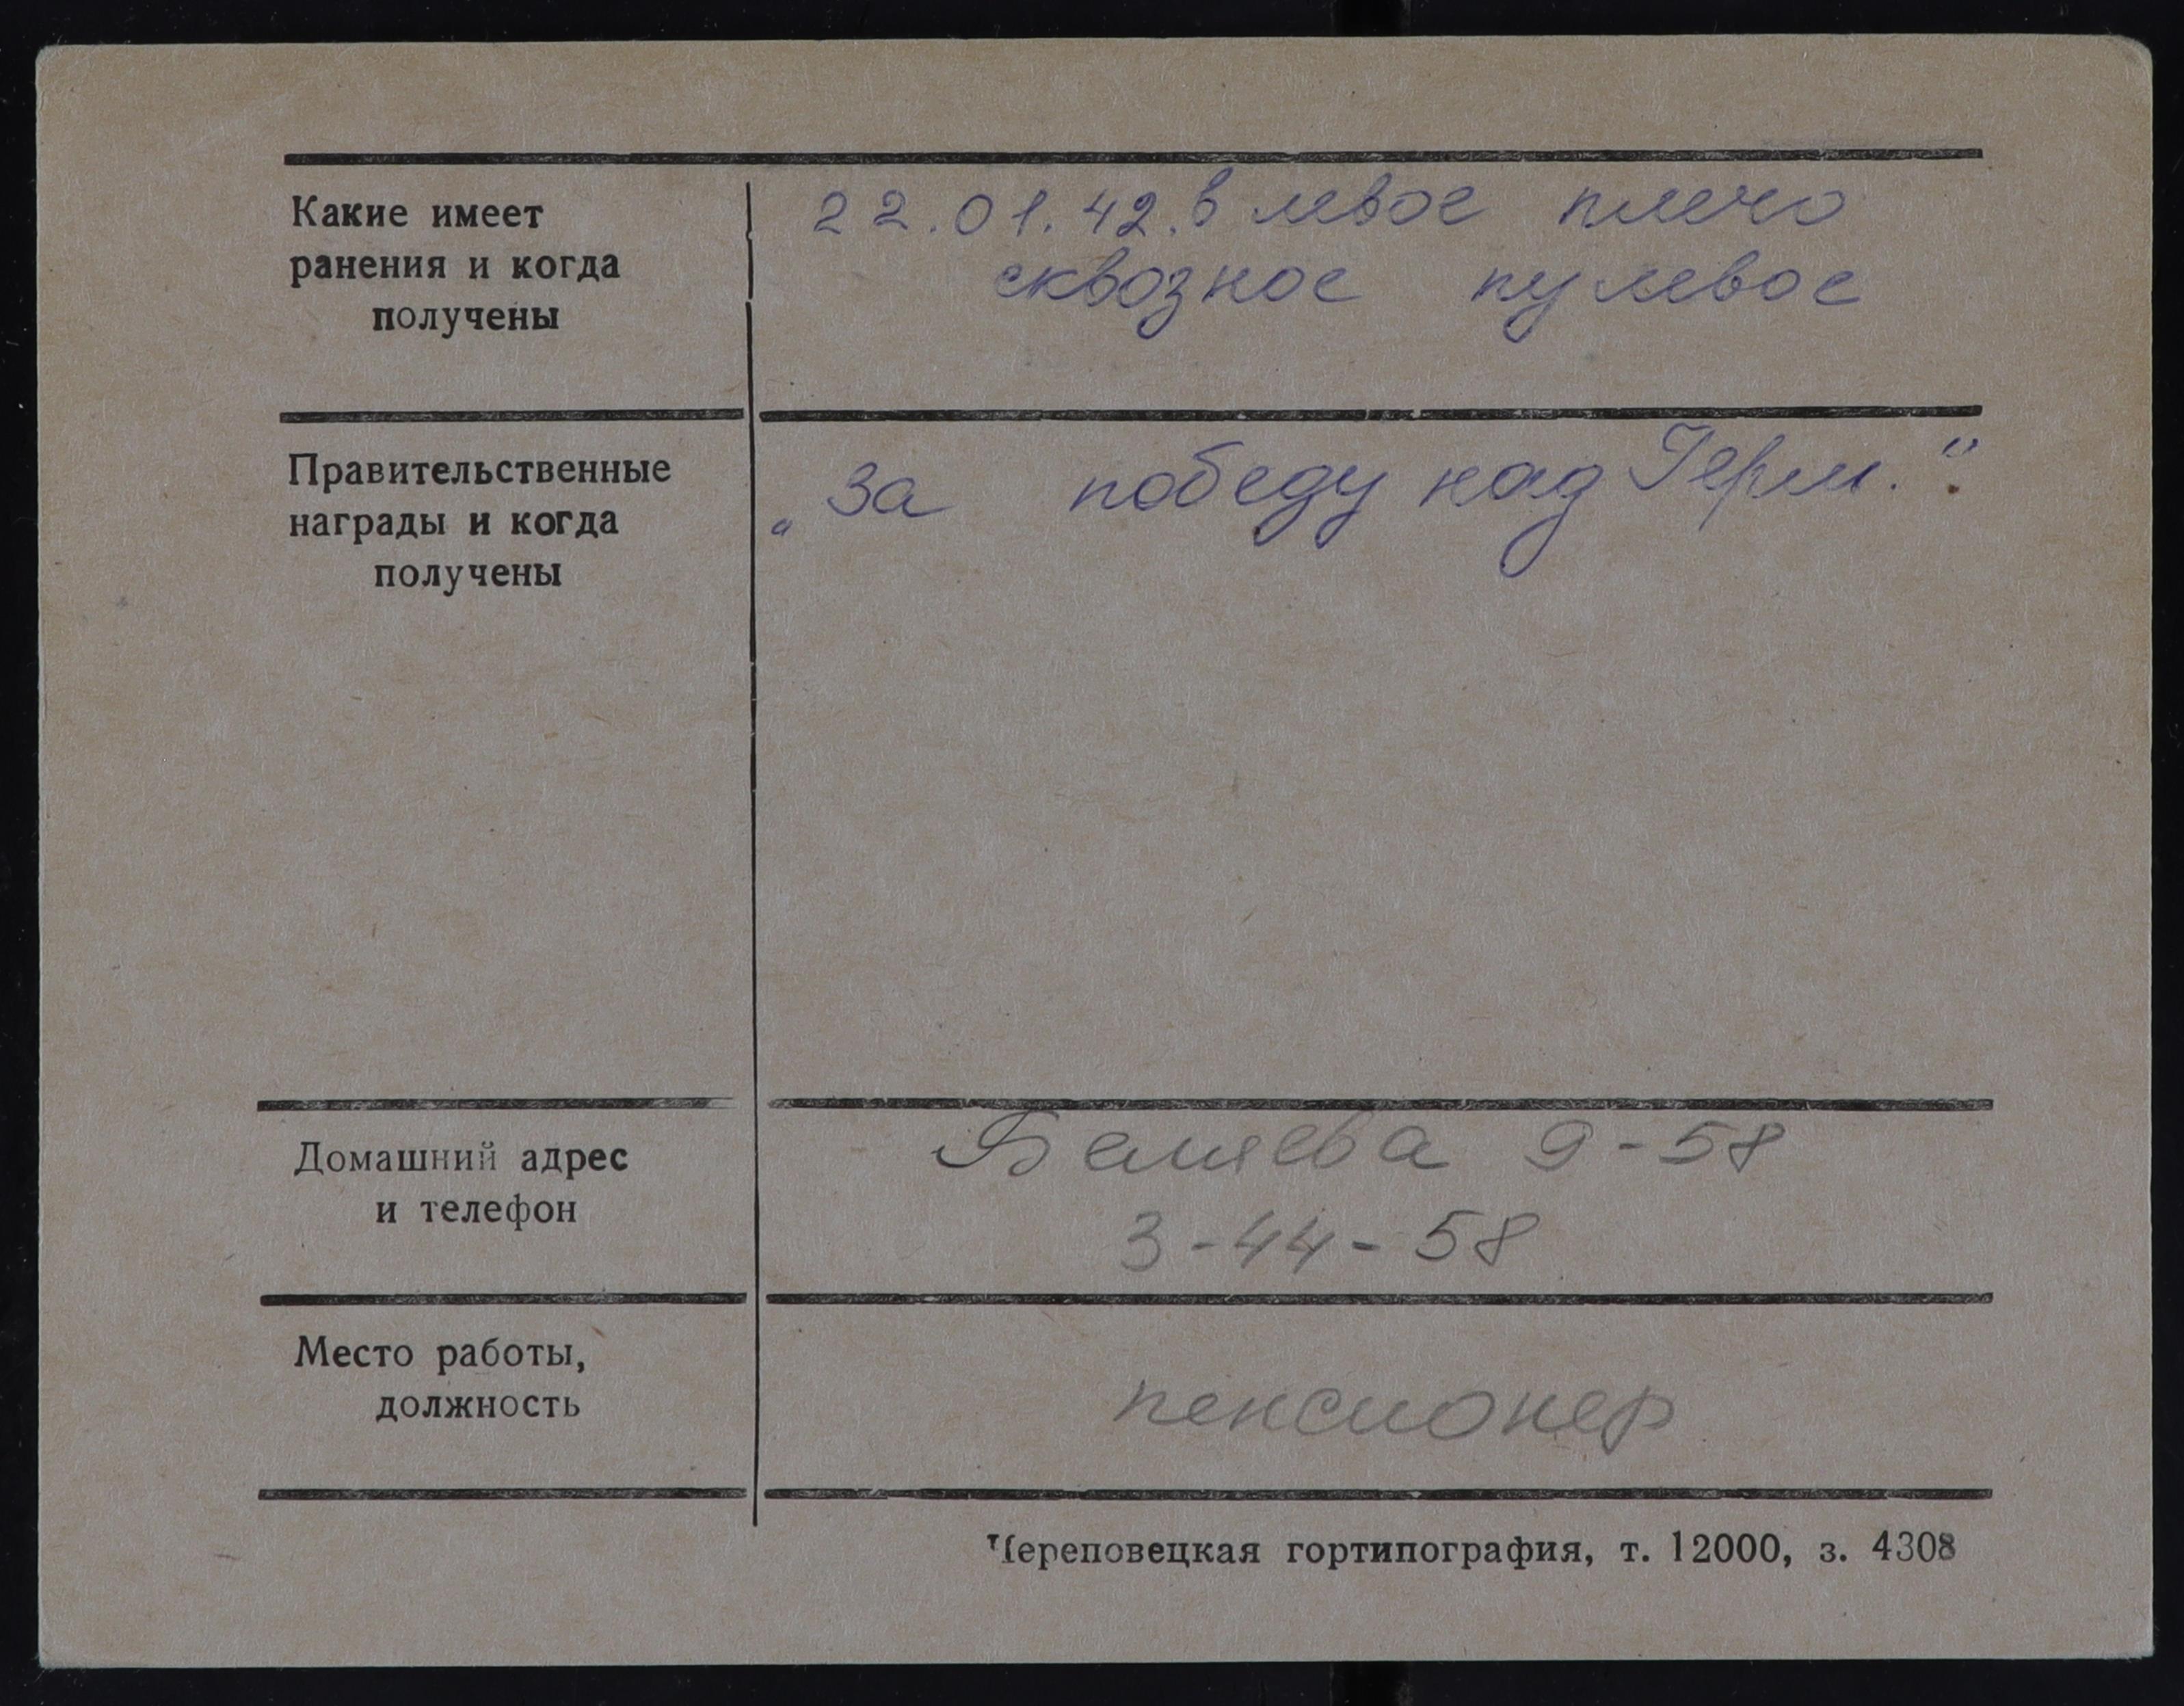 Какие имеет
ранения и когда
получены
22.01.42. в левое плечо
сквозное пулевое
Правительственные
награды и когда
получены
„За победу над Герм.“
Домашний адрес
и телефон
Беляева 9-58
3-44-58
Место работы,
должность
пенсионер
Череповецкая гортипография, т. 12000, з. 4308